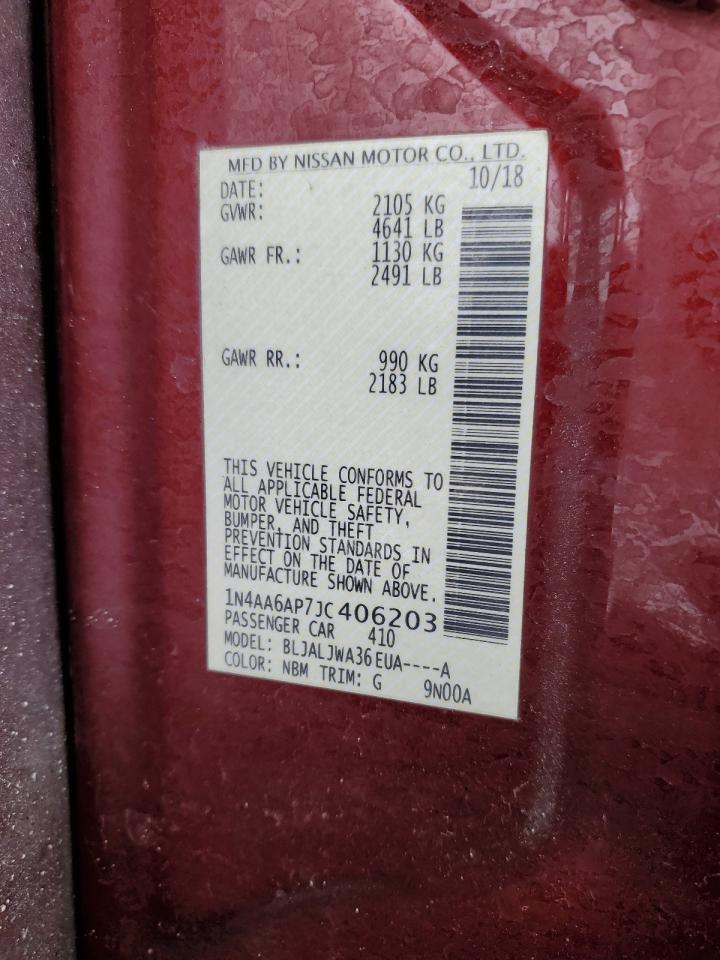 MFD BY NISSAN MOTOR CO., LTD.
DATE: 10/18
GVWR: 2105 KG
4641 LB
GAWR FR.: 1130 KG
2491 LB
GAWR RR.: 990 KG
2183 LB
THIS VEHICLE CONFORMS TO
ALL APPLICABLE FEDERAL
MOTOR VEHICLE SAFETY,
BUMPER, AND THEFT
PREVENTION STANDARDS IN
EFFECT ON THE DATE OF
MANUFACTURE SHOWN ABOVE.
1N4AA6AP7JC406203
PASSENGER CAR 410
MODEL: BLJALJWA36EUA----A
COLOR: NBM TRIM: G 9N00A